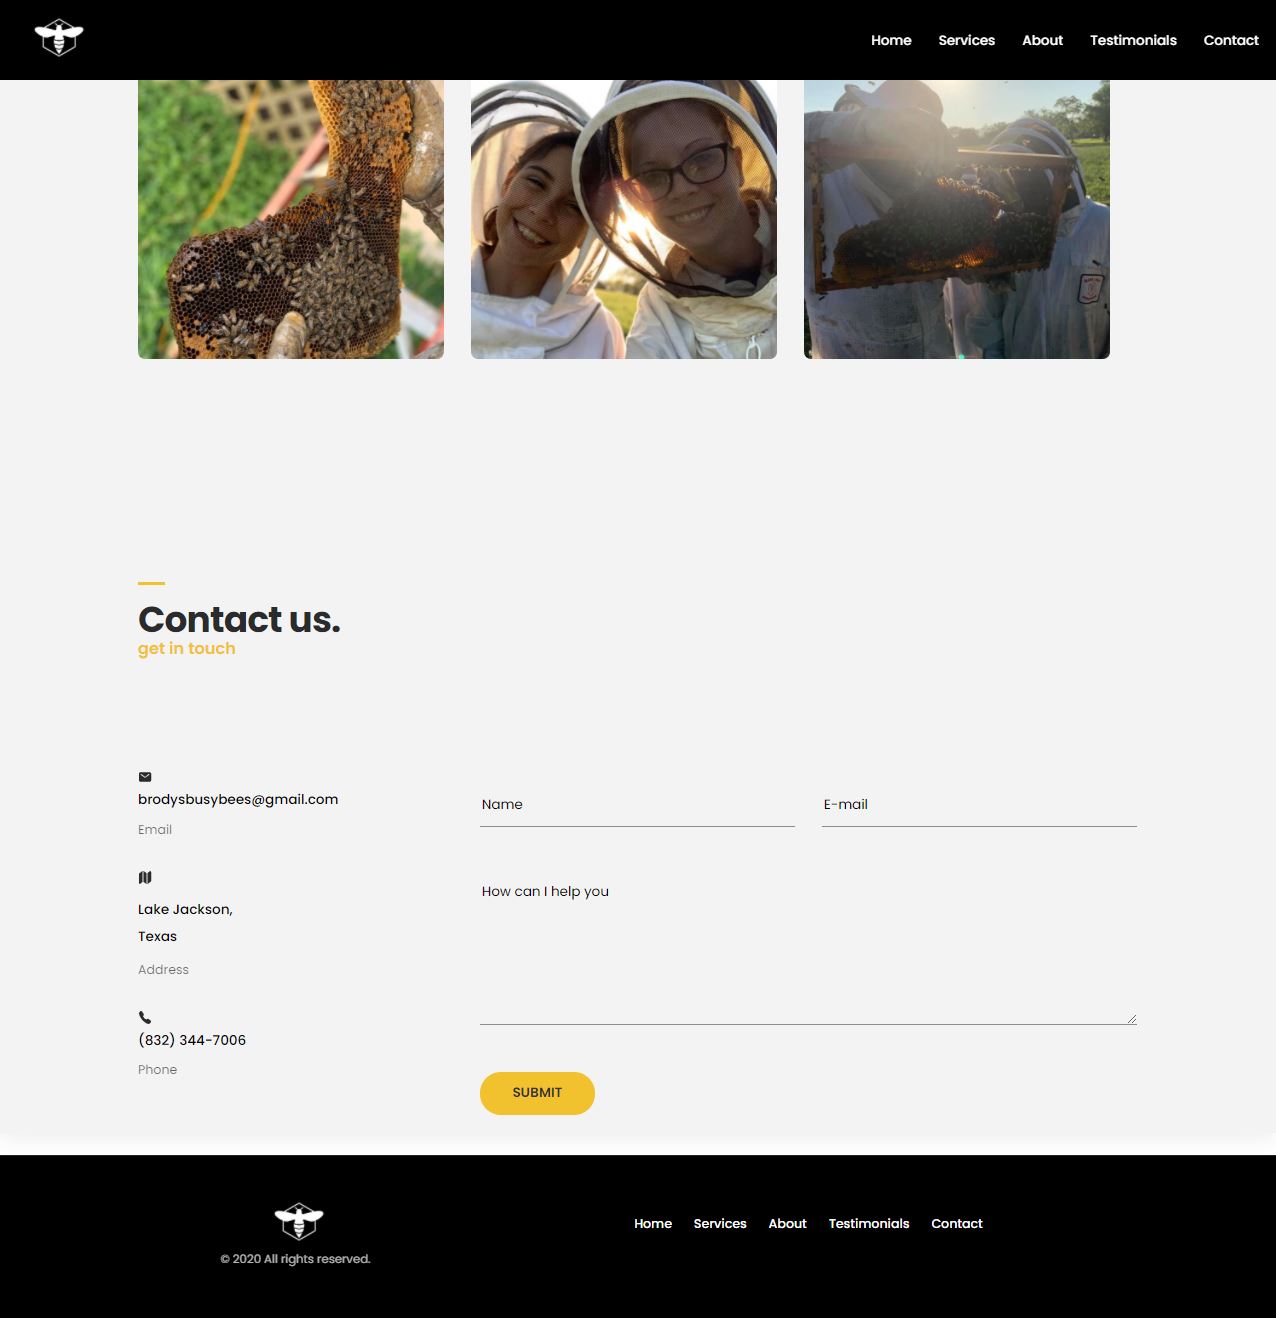 Home Services About Testimonials Contact
Contact us.
get in touch
brodysbusybees@gmail.com
Email
Lake Jackson,
Texas
Address
(832) 344-7006
Phone
Name
E-mail
How can I help you
SUBMIT
© 2020 All rights reserved.
Home Services About Testimonials Contact